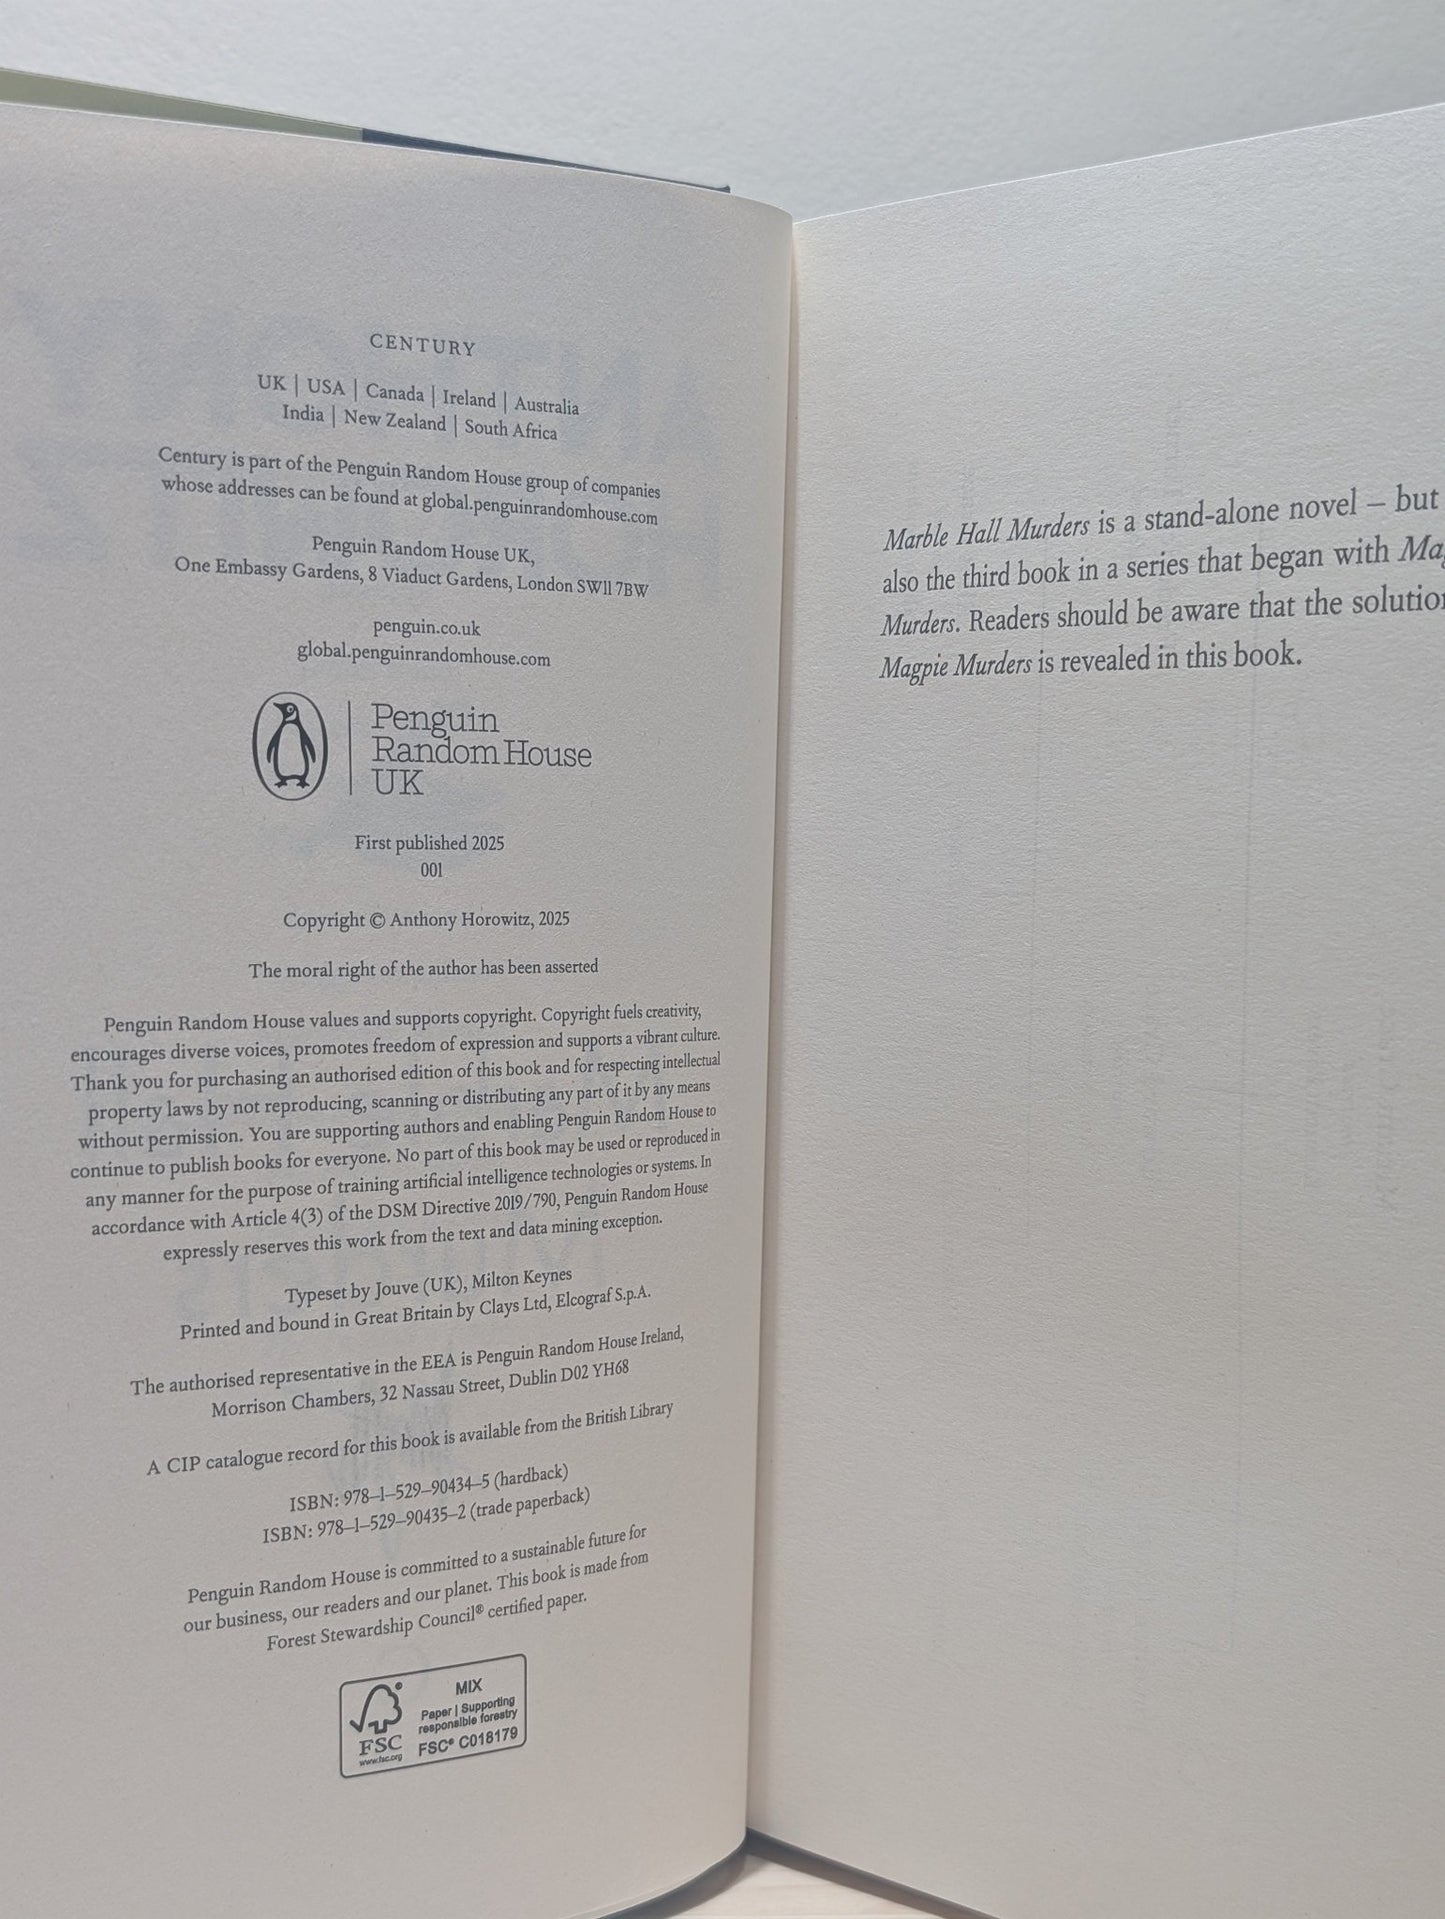 CENTURY
UK | USA | Canada | Ireland | Australia
India | New Zealand | South Africa
Century is part of the Penguin Random House group of companies
whose addresses can be found at global.penguinrandomhouse.com
Penguin Random House UK,
One Embassy Gardens, 8 Viaduct Gardens, London SW11 7BW
penguin.co.uk
global.penguinrandomhouse.com
Penguin
Random House
UK
First published 2025
001
Copyright © Anthony Horowitz, 2025
The moral right of the author has been asserted
Penguin Random House values and supports copyright. Copyright fuels creativity,
encourages diverse voices, promotes freedom of expression and supports a vibrant culture.
Thank you for purchasing an authorised edition of this book and for respecting intellectual
property laws by not reproducing, scanning or distributing any part of it by any means
without permission. You are supporting authors and enabling Penguin Random House to
continue to publish books for everyone. No part of this book may be used or reproduced in
any manner for the purpose of training artificial intelligence technologies or systems. In
accordance with Article 4(3) of the DSM Directive 2019/790, Penguin Random House
expressly reserves this work from the text and data mining exception.
Typeset by Jouve (UK), Milton Keynes
Printed and bound in Great Britain by Clays Ltd, Elcograf S.p.A.
The authorised representative in the EEA is Penguin Random House Ireland,
Morrison Chambers, 32 Nassau Street, Dublin D02 YH68
A CIP catalogue record for this book is available from the British Library
ISBN: 978–1–529–90434–5 (hardback)
ISBN: 978–1–529–90435–2 (trade paperback)
Penguin Random House is committed to a sustainable future for
our business, our readers and our planet. This book is made from
Forest Stewardship Council® certified paper.
MIX
Paper | Supporting
responsible forestry
FSC® C018179
FSC
www.fsc.org
Marble Hall Murders is a stand-alone novel – but
also the third book in a series that began with
Murders. Readers should be aware that the
Magpie Murders is revealed in this book.